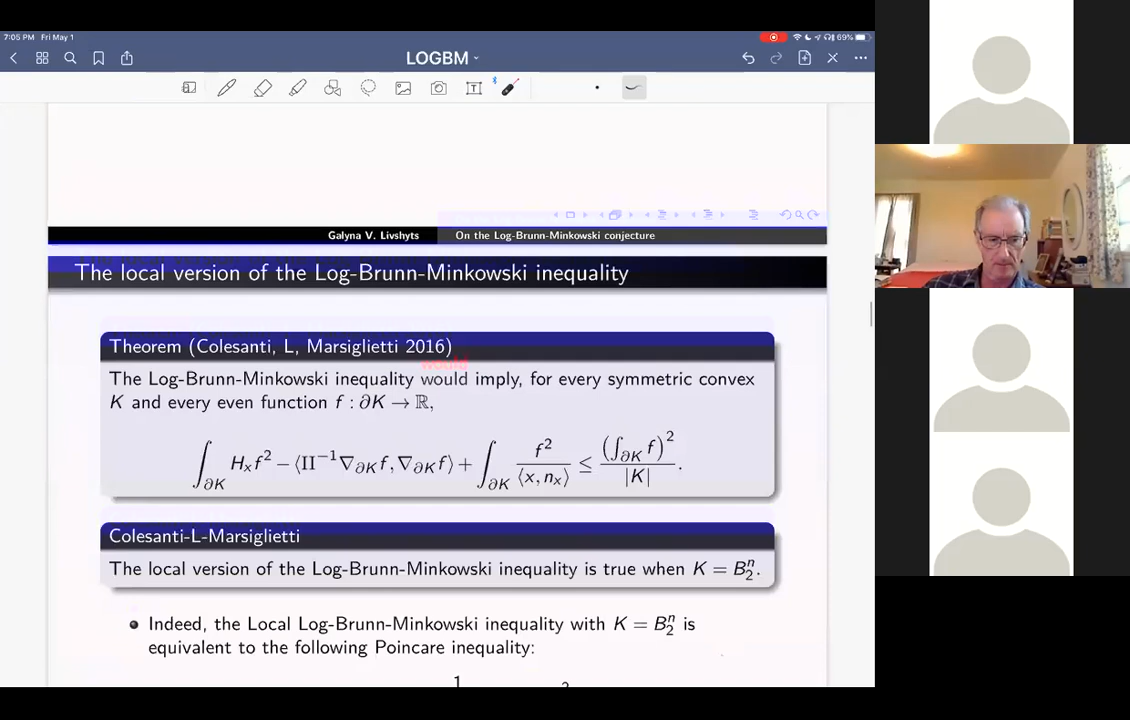 7:05 PM Fri May 1
69%
LOGBM
Galyna V. Livshyts On the Log-Brunn-Minkowski conjecture
The local version of the Log-Brunn-Minkowski inequality
Theorem (Colesanti, L, Marsiglietti 2016)
would
The Log-Brunn-Minkowski inequality would imply, for every symmetric convex
K and every even function f : ∂K → ℝ,
∫_{∂K} H_x f² − ⟨II⁻¹∇_{∂K} f, ∇_{∂K} f⟩ + ∫_{∂K} f² / ⟨x, n_x⟩ ≤ (∫_{∂K} f)² / |K|.
Colesanti-L-Marsiglietti
The local version of the Log-Brunn-Minkowski inequality is true when K = B₂ⁿ.
Indeed, the Local Log-Brunn-Minkowski inequality with K = B₂ⁿ is
equivalent to the following Poincare inequality: